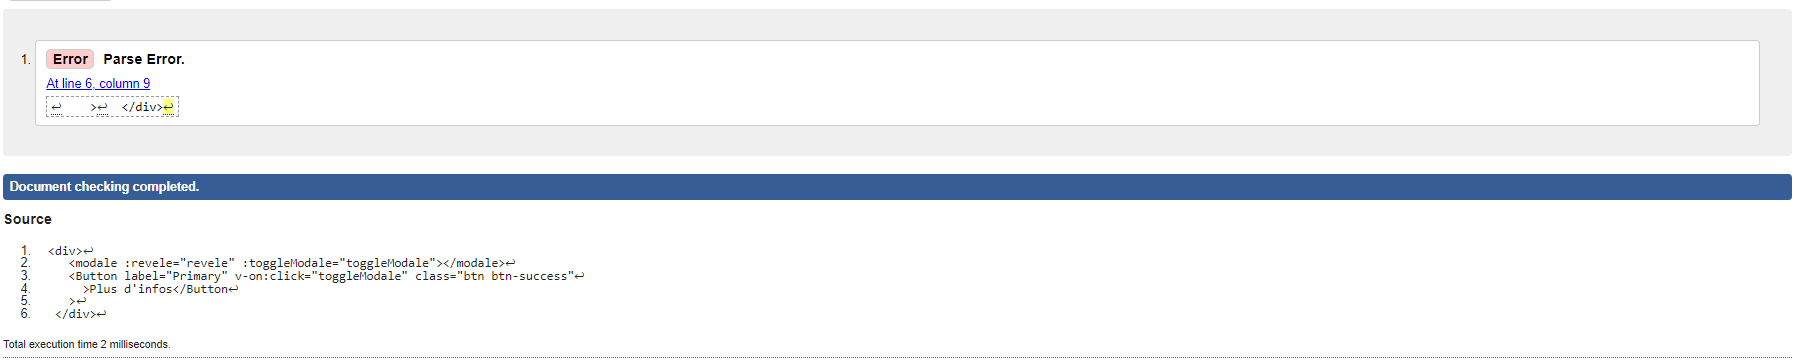 1. Error Parse Error.
At line 6, column 9
↩    >↩  </div>↩
Document checking completed.
Source
1. <div>↩
2. <modale :revele="revele" :toggleModale="toggleModale"></modale>↩
3. <Button label="Primary" v-on:click="toggleModale" class="btn btn-success"↩
4. >Plus d'infos</Button↩
5. >↩
6. </div>↩
Total execution time 2 milliseconds.